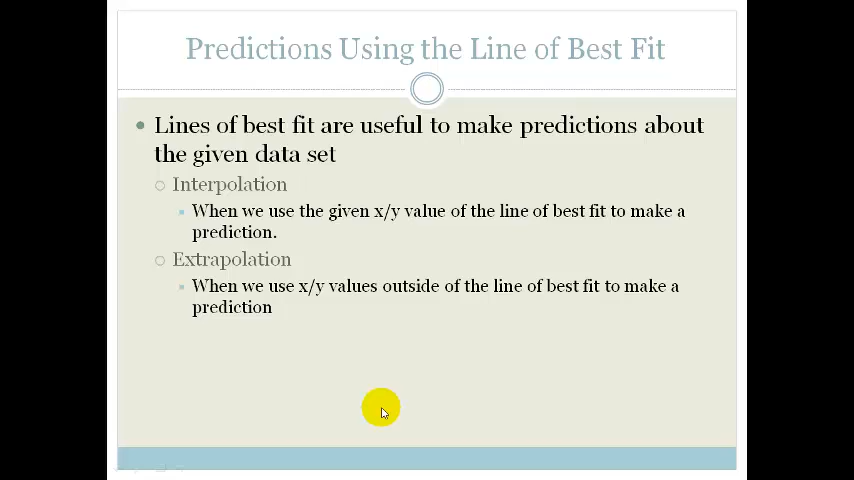 Predictions Using the Line of Best Fit
Lines of best fit are useful to make predictions about
the given data set
Interpolation
When we use the given x/y value of the line of best fit to make a
prediction.
Extrapolation
When we use x/y values outside of the line of best fit to make a
prediction